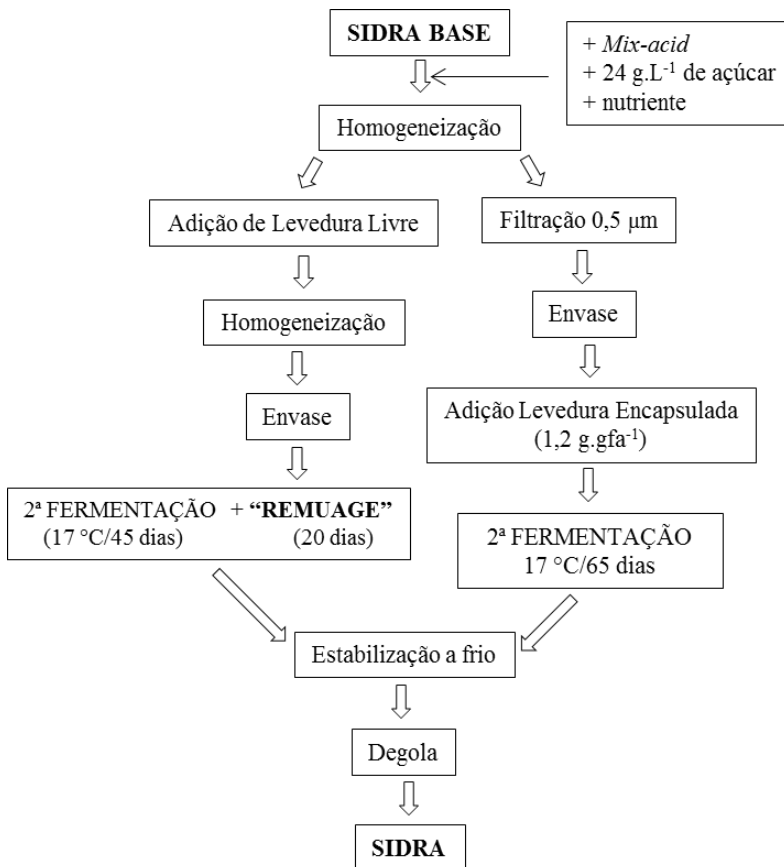 SIDRA BASE
+ Mix-acid
+ 24 g.L⁻¹ de açúcar
+ nutriente
Homogeneização
Adição de Levedura Livre
Homogeneização
Envase
2ª FERMENTAÇÃO + “REMUAGE”
(17 °C/45 dias) (20 dias)
Filtração 0,5 µm
Envase
Adição Levedura Encapsulada
(1,2 g.gfa⁻¹)
2ª FERMENTAÇÃO
17 °C/65 dias
Estabilização a frio
Degola
SIDRA